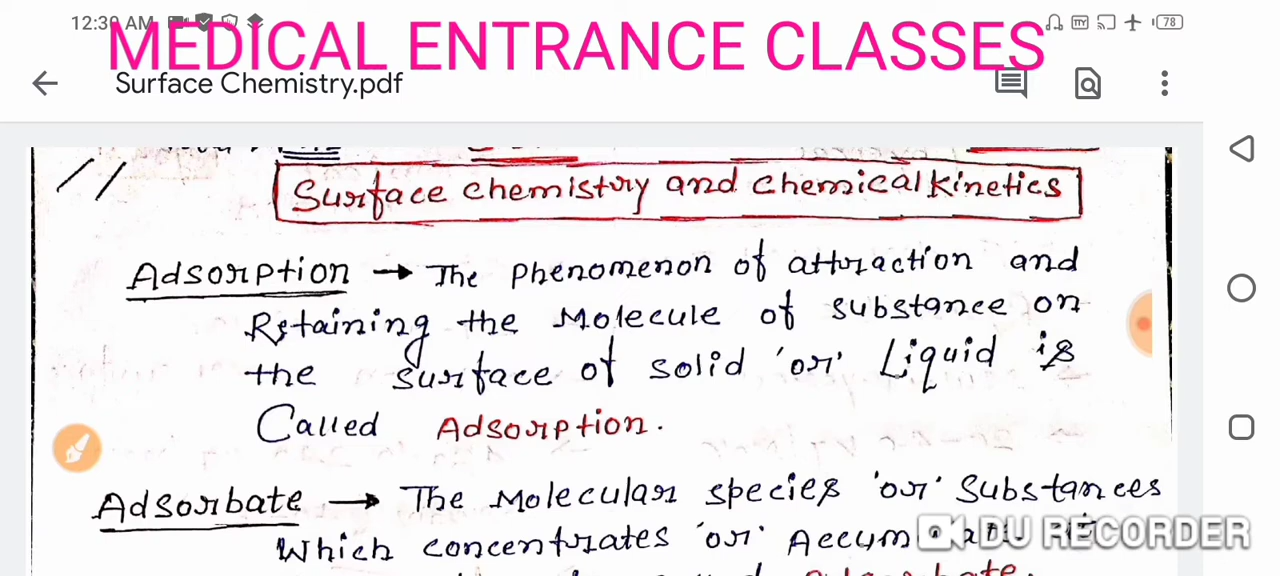 12:39 AM
78
MEDICAL ENTRANCE CLASSES
Surface Chemistry.pdf
Surface chemistry and chemical kinetics
Adsorption → The Phenomenon of attraction and
Retaining the Molecule of substance on
the surface of solid 'or' Liquid is
Called Adsorption.
Adsorbate → The Molecular species 'or' Substances
Which concentrates 'or'
DU RECORDER